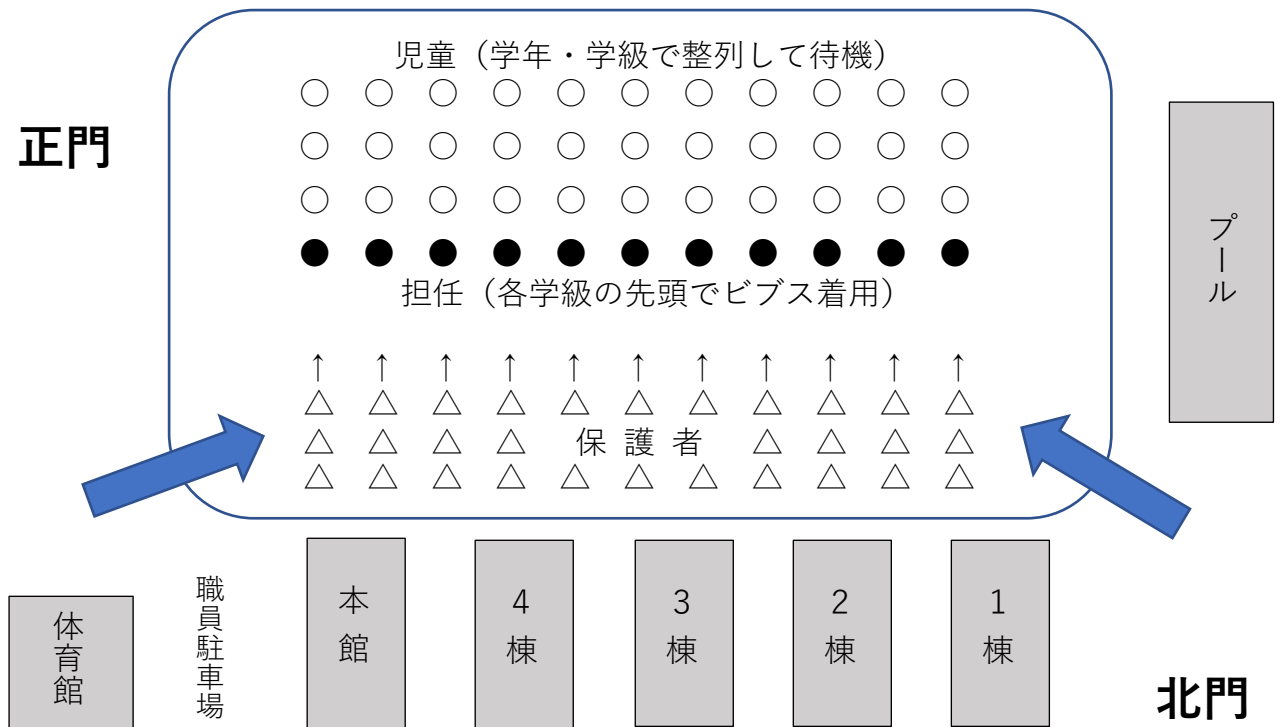 児童（学年・学級で整列して待機）
正門
プール
担任（各学級の先頭でビブス着用）
保護者
体育館
職員駐車場
本館
4棟
3棟
2棟
1棟
北門